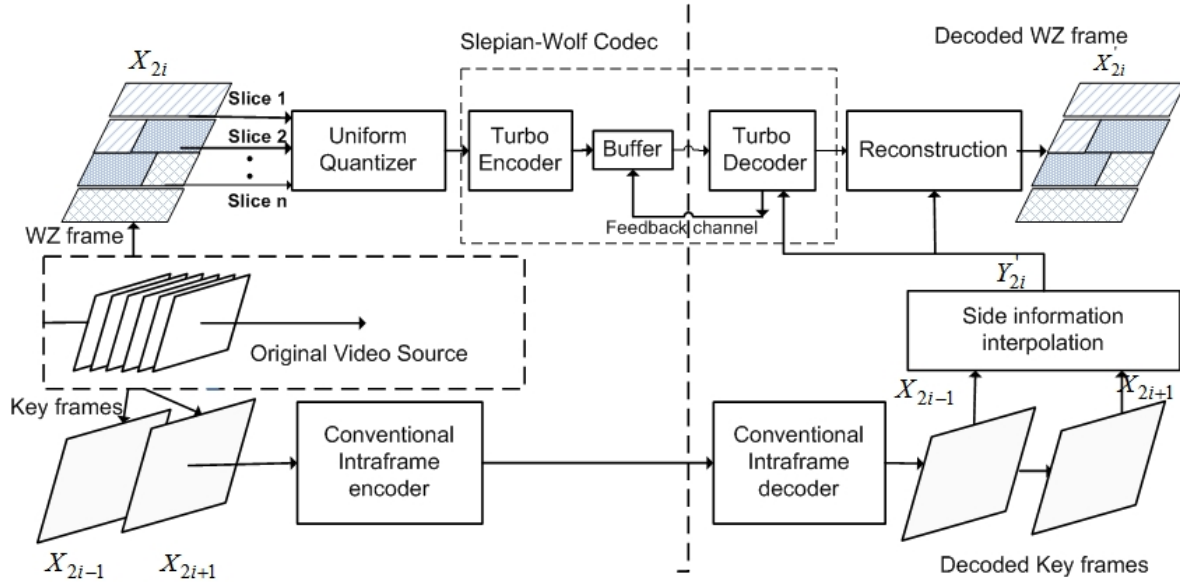 Slepian-Wolf Codec
Decoded WZ frame
X_{2i}
X'_{2i}
Slice 1
Slice 2
Slice n
Uniform
Quantizer
Turbo
Encoder
Buffer
Turbo
Decoder
Reconstruction
Feedback channel
WZ frame
Y'_{2i}
Side information
interpolation
Original Video Source
Key frames
X_{2i-1}
X_{2i+1}
Conventional
Intraframe
encoder
Conventional
Intraframe
decoder
X_{2i-1}
X_{2i+1}
Decoded Key frames